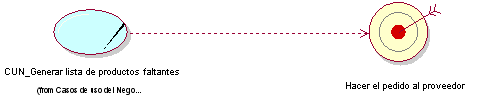 CUN_Generar lista de productos faltantes
(from Casos de uso del Nego...
Hacer el pedido al proveedor